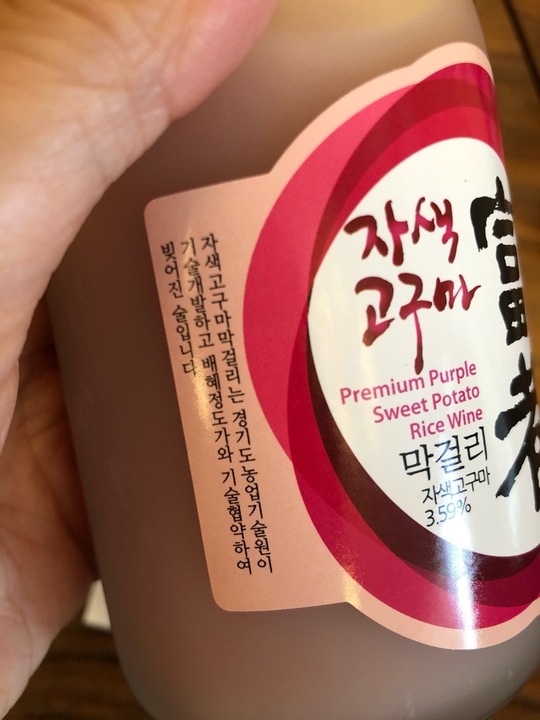 자색고구마막걸리는 경기도농업기술원이
기술개발하고 배혜정도가와 기술협약하여
빚어진 술입니다
자색
고구마
Premium Purple
Sweet Potato
Rice Wine
막걸리
자색고구마
3.59%
富者